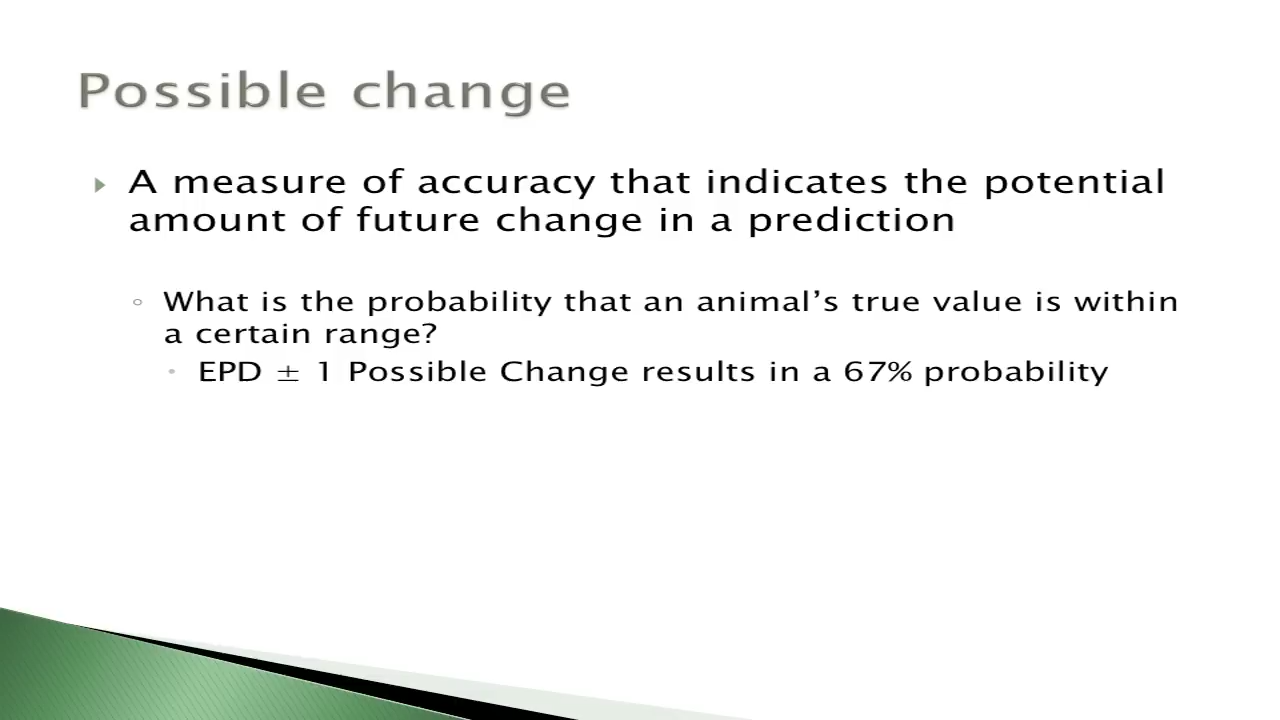 Possible change
A measure of accuracy that indicates the potential
amount of future change in a prediction
What is the probability that an animal’s true value is within
a certain range?
EPD ± 1 Possible Change results in a 67% probability